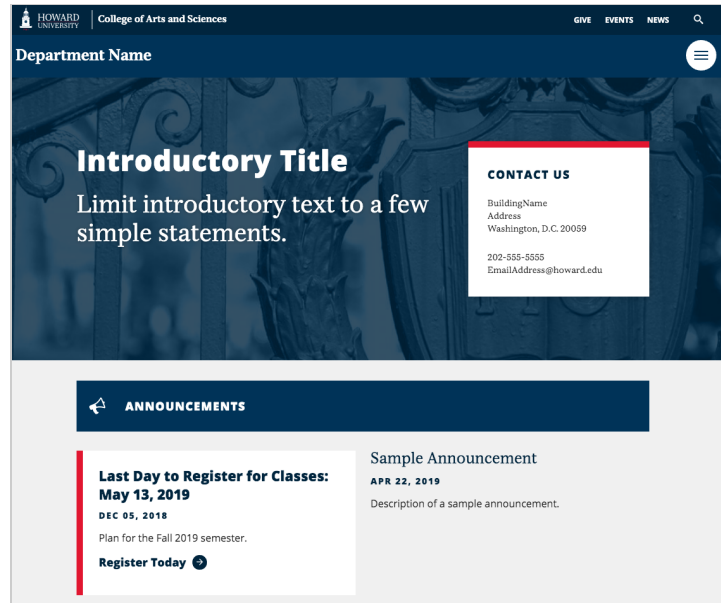 HOWARD
UNIVERSITY
College of Arts and Sciences
GIVE EVENTS NEWS
Department Name
Introductory Title
Limit introductory text to a few
simple statements.
CONTACT US
BuildingName
Address
Washington, D.C. 20059
202-555-5555
EmailAddress@howard.edu
ANNOUNCEMENTS
Last Day to Register for Classes:
May 13, 2019
DEC 05, 2018
Plan for the Fall 2019 semester.
Register Today
Sample Announcement
APR 22, 2019
Description of a sample announcement.